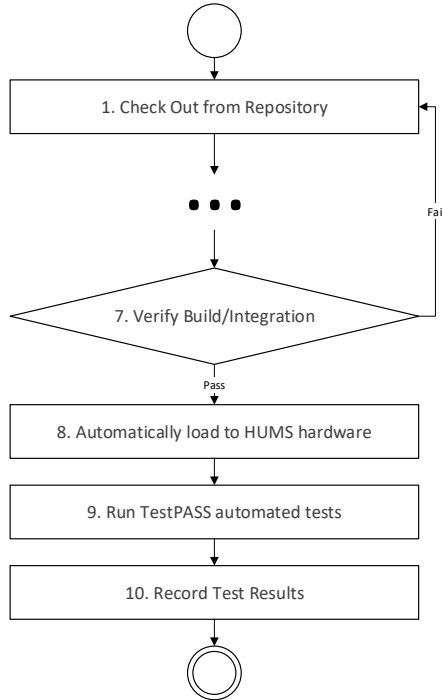 1. Check Out from Repository
Fai
7. Verify Build/Integration
Pass
8. Automatically load to HUMS hardware
9. Run TestPASS automated tests
10. Record Test Results